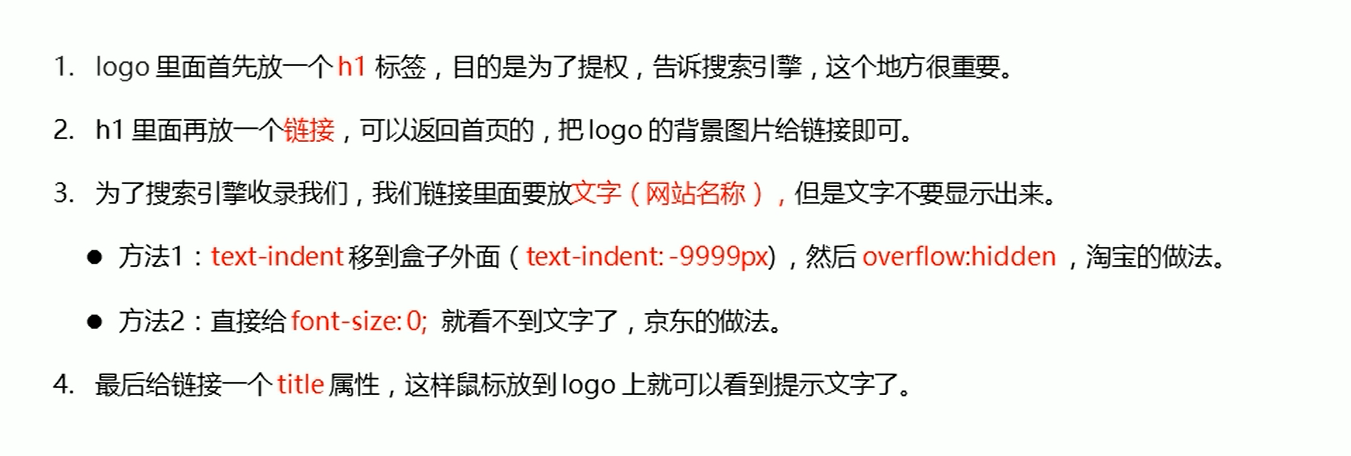 1. logo 里面首先放一个 h1 标签，目的是为了提权，告诉搜索引擎，这个地方很重要。
2. h1 里面再放一个链接，可以返回首页的，把 logo 的背景图片给链接即可。
3. 为了搜索引擎收录我们，我们链接里面要放文字（网站名称），但是文字不要显示出来。
● 方法1：text-indent 移到盒子外面（text-indent: -9999px) ，然后 overflow:hidden ，淘宝的做法。
● 方法2：直接给 font-size: 0; 就看不到文字了，京东的做法。
4. 最后给链接一个 title 属性，这样鼠标放到 logo 上就可以看到提示文字了。